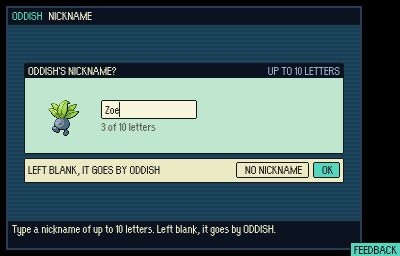 ODDISH NICKNAME
ODDISH'S NICKNAME? UP TO 10 LETTERS
Zoe
3 of 10 letters
LEFT BLANK, IT GOES BY ODDISH NO NICKNAME OK
Type a nickname of up to 10 letters. Left blank, it goes by ODDISH.
FEEDBACK